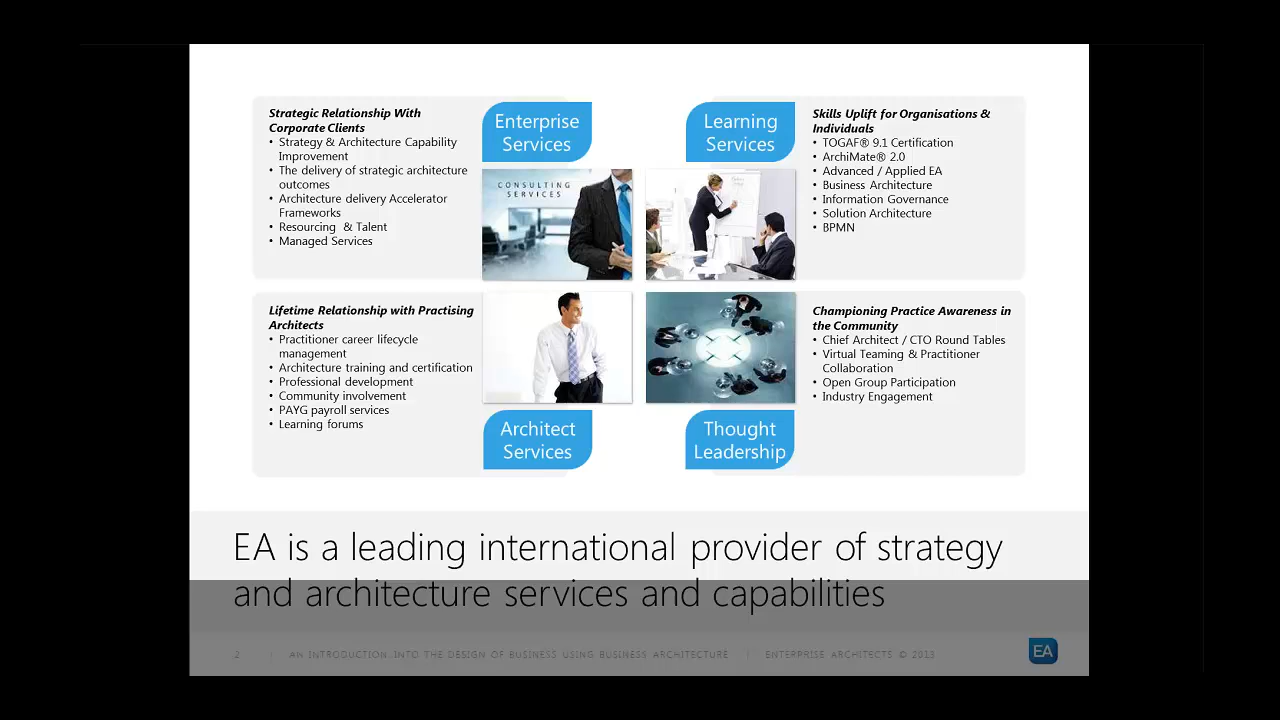 Strategic Relationship With
Corporate Clients
• Strategy & Architecture Capability
Improvement
• The delivery of strategic architecture
outcomes
• Architecture delivery Accelerator
Frameworks
• Resourcing & Talent
• Managed Services
Enterprise
Services
CONSULTING
SERVICES
Learning
Services
Skills Uplift for Organisations &
Individuals
• TOGAF® 9.1 Certification
• ArchiMate® 2.0
• Advanced / Applied EA
• Business Architecture
• Information Governance
• Solution Architecture
• BPMN
Lifetime Relationship with Practising
Architects
• Practitioner career lifecycle
management
• Architecture training and certification
• Professional development
• Community involvement
• PAYG payroll services
• Learning forums
Architect
Services
Thought
Leadership
Championing Practice Awareness in
the Community
• Chief Architect / CTO Round Tables
• Virtual Teaming & Practitioner
Collaboration
• Open Group Participation
• Industry Engagement
EA is a leading international provider of strategy
and architecture services and capabilities
2 | AN INTRODUCTION INTO THE DESIGN OF BUSINESS USING BUSINESS ARCHITECTURE | ENTERPRISE ARCHITECTS © 2013
EA